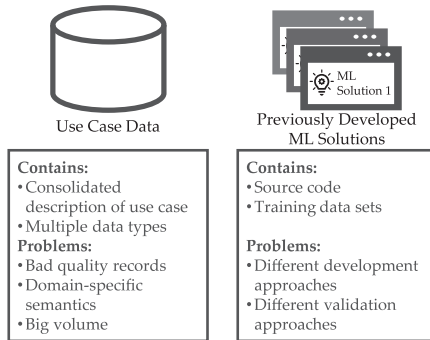 ML
Solution 1
Use Case Data
Previously Developed
ML Solutions
Contains:
•Consolidated
description of use case
•Multiple data types
Problems:
•Bad quality records
•Domain-specific
semantics
•Big volume
Contains:
•Source code
•Training data sets
Problems:
•Different development
approaches
•Different validation
approaches